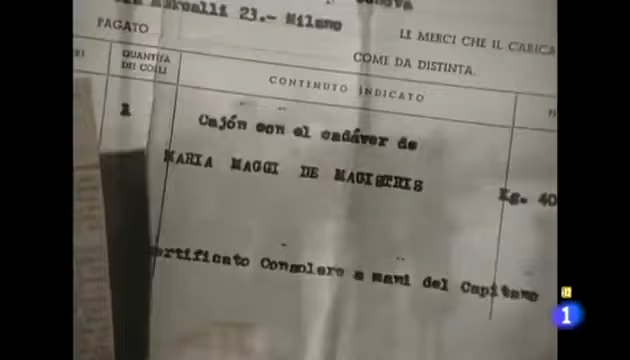 Mercalli 23.- Milano
PAGATO
LE MERCI CHE IL CARICA
COME DA DISTINTA.
QUANTITÀ
DEI COLLI
CONTENUTO INDICATO
1
Cajón con el cadáver de
MARIA MAGGI DE MAGISTRIS
Kg. 40
ertificato Consolare a mani del Capitano
1